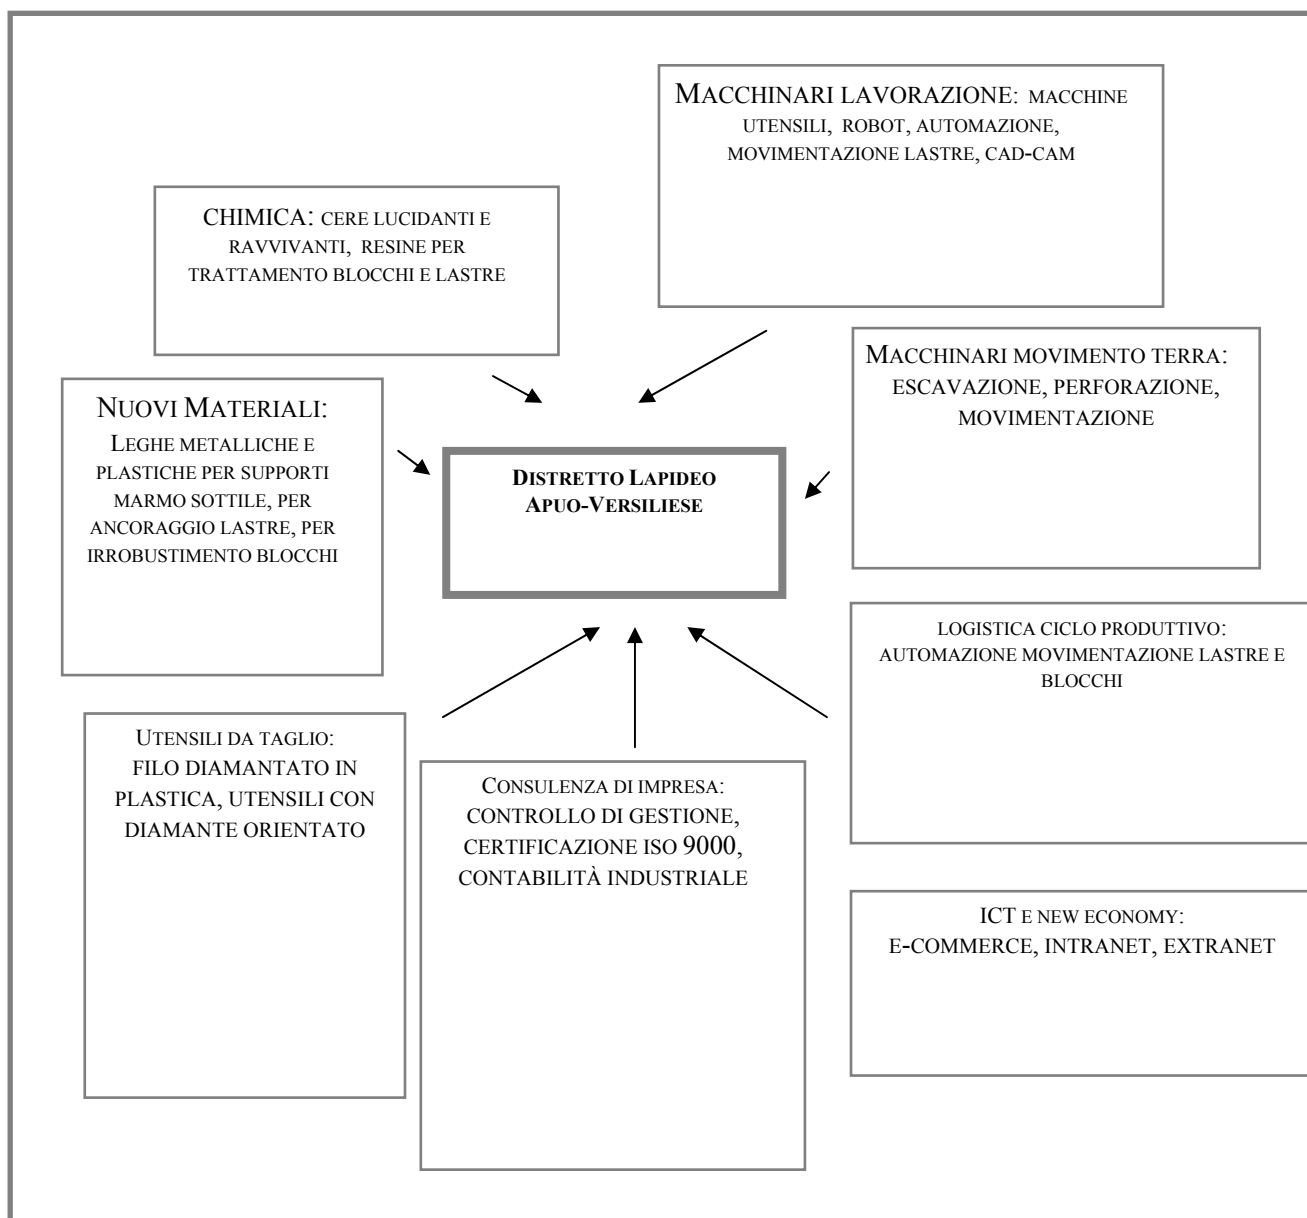 MACCHINARI LAVORAZIONE: MACCHINE
UTENSILI, ROBOT, AUTOMAZIONE,
MOVIMENTAZIONE LASTRE, CAD-CAM
CHIMICA: CERE LUCIDANTI E
RAVVIVANTI, RESINE PER
TRATTAMENTO BLOCCHI E LASTRE
MACCHINARI MOVIMENTO TERRA:
ESCAVAZIONE, PERFORAZIONE,
MOVIMENTAZIONE
NUOVI MATERIALI:
LEGHE METALLICHE E
PLASTICHE PER SUPPORTI
MARMO SOTTILE, PER
ANCORAGGIO LASTRE, PER
IRROBUSTIMENTO BLOCCHI
DISTRETTO LAPIDEO
APUO-VERSILIESE
LOGISTICA CICLO PRODUTTIVO:
AUTOMAZIONE MOVIMENTAZIONE LASTRE E
BLOCCHI
UTENSILI DA TAGLIO:
FILO DIAMANTATO IN
PLASTICA, UTENSILI CON
DIAMANTE ORIENTATO
CONSULENZA DI IMPRESA:
CONTROLLO DI GESTIONE,
CERTIFICAZIONE ISO 9000,
CONTABILITÀ INDUSTRIALE
ICT E NEW ECONOMY:
E-COMMERCE, INTRANET, EXTRANET